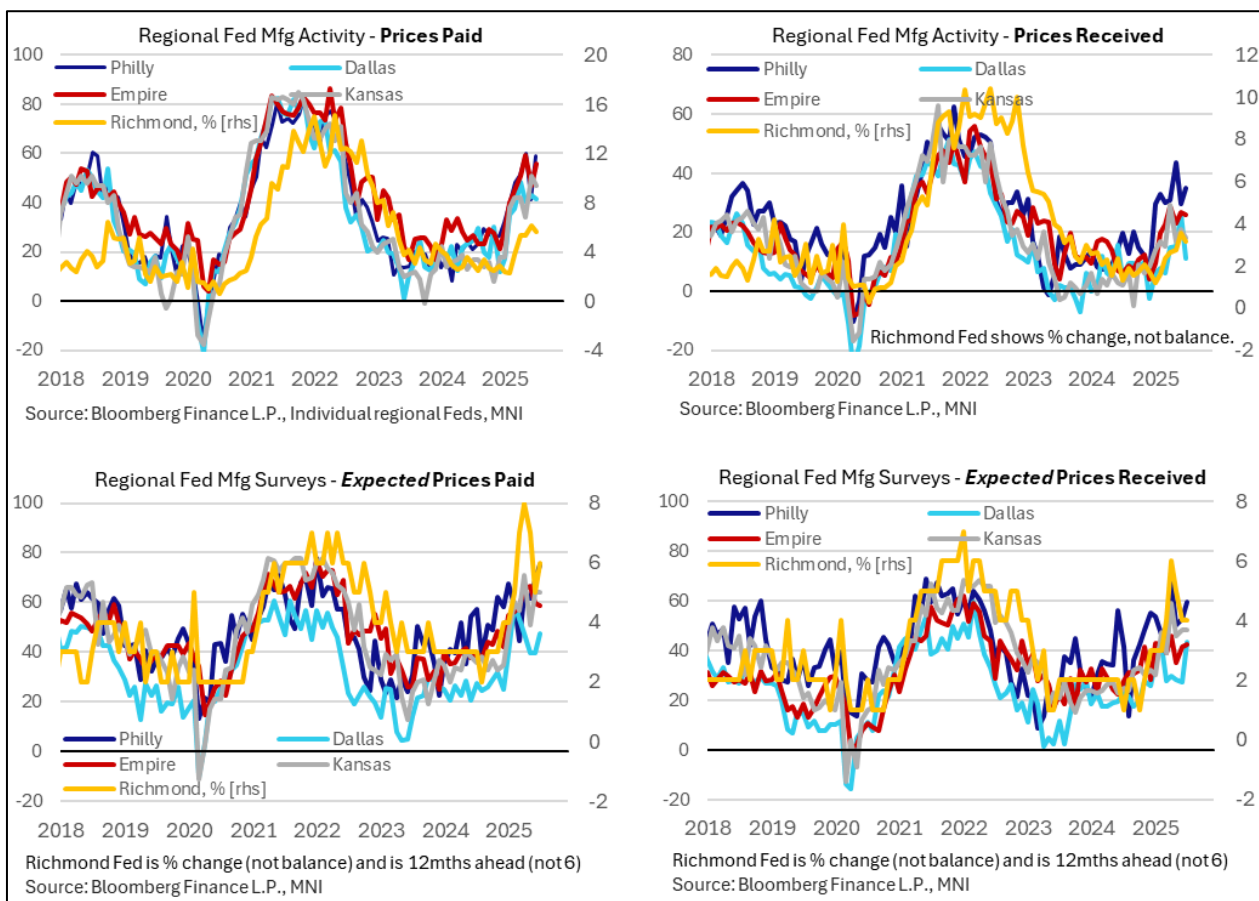 Regional Fed Mfg Activity - Prices Paid
100
80
60
40
20
0
-20
20
16
12
8
4
0
-4
Philly
Dallas
Empire
Kansas
Richmond, % [rhs]
2018 2019 2020 2021 2022 2023 2024 2025
Source: Bloomberg Finance L.P., Individual regional Feds, MNI
Regional Fed Mfg Activity - Prices Received
80
60
40
20
0
-20
12
10
8
6
4
2
0
-2
Philly
Dallas
Empire
Kansas
Richmond, % [rhs]
Richmond Fed shows % change, not balance.
2018 2019 2020 2021 2022 2023 2024 2025
Source: Bloomberg Finance L.P., MNI
Regional Fed Mfg Surveys - Expected Prices Paid
100
80
60
40
20
0
-20
8
6
4
2
0
-2
Philly
Dallas
Empire
Kansas
Richmond, % [rhs]
2018 2019 2020 2021 2022 2023 2024 2025
Richmond Fed is % change (not balance) and is 12mths ahead (not 6)
Source: Bloomberg Finance L.P., MNI
Regional Fed Mfg Surveys - Expected Prices Received
100
80
60
40
20
0
-20
8
6
4
2
0
-2
Philly
Dallas
Empire
Kansas
Richmond, % [rhs]
2018 2019 2020 2021 2022 2023 2024 2025
Richmond Fed is % change (not balance) and is 12mths ahead (not 6)
Source: Bloomberg Finance L.P., MNI